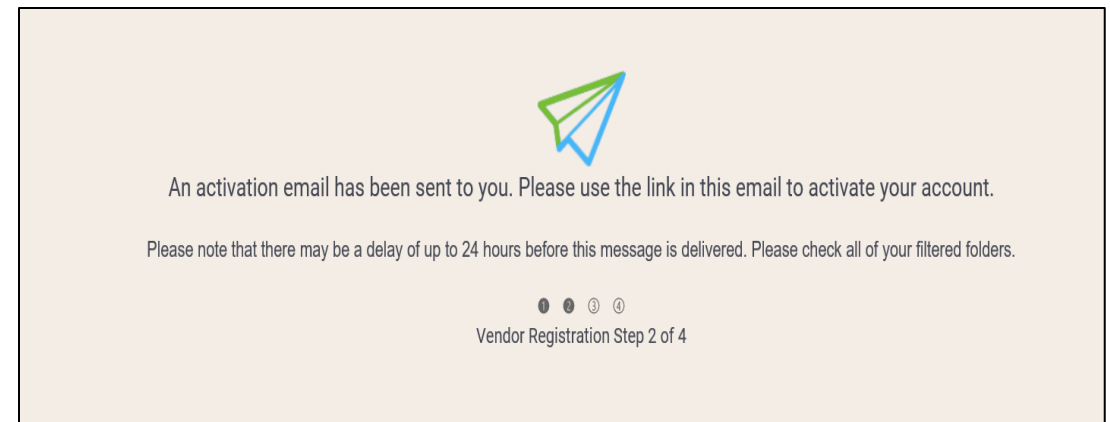 An activation email has been sent to you. Please use the link in this email to activate your account.
Please note that there may be a delay of up to 24 hours before this message is delivered. Please check all of your filtered folders.
1 2 3 4
Vendor Registration Step 2 of 4